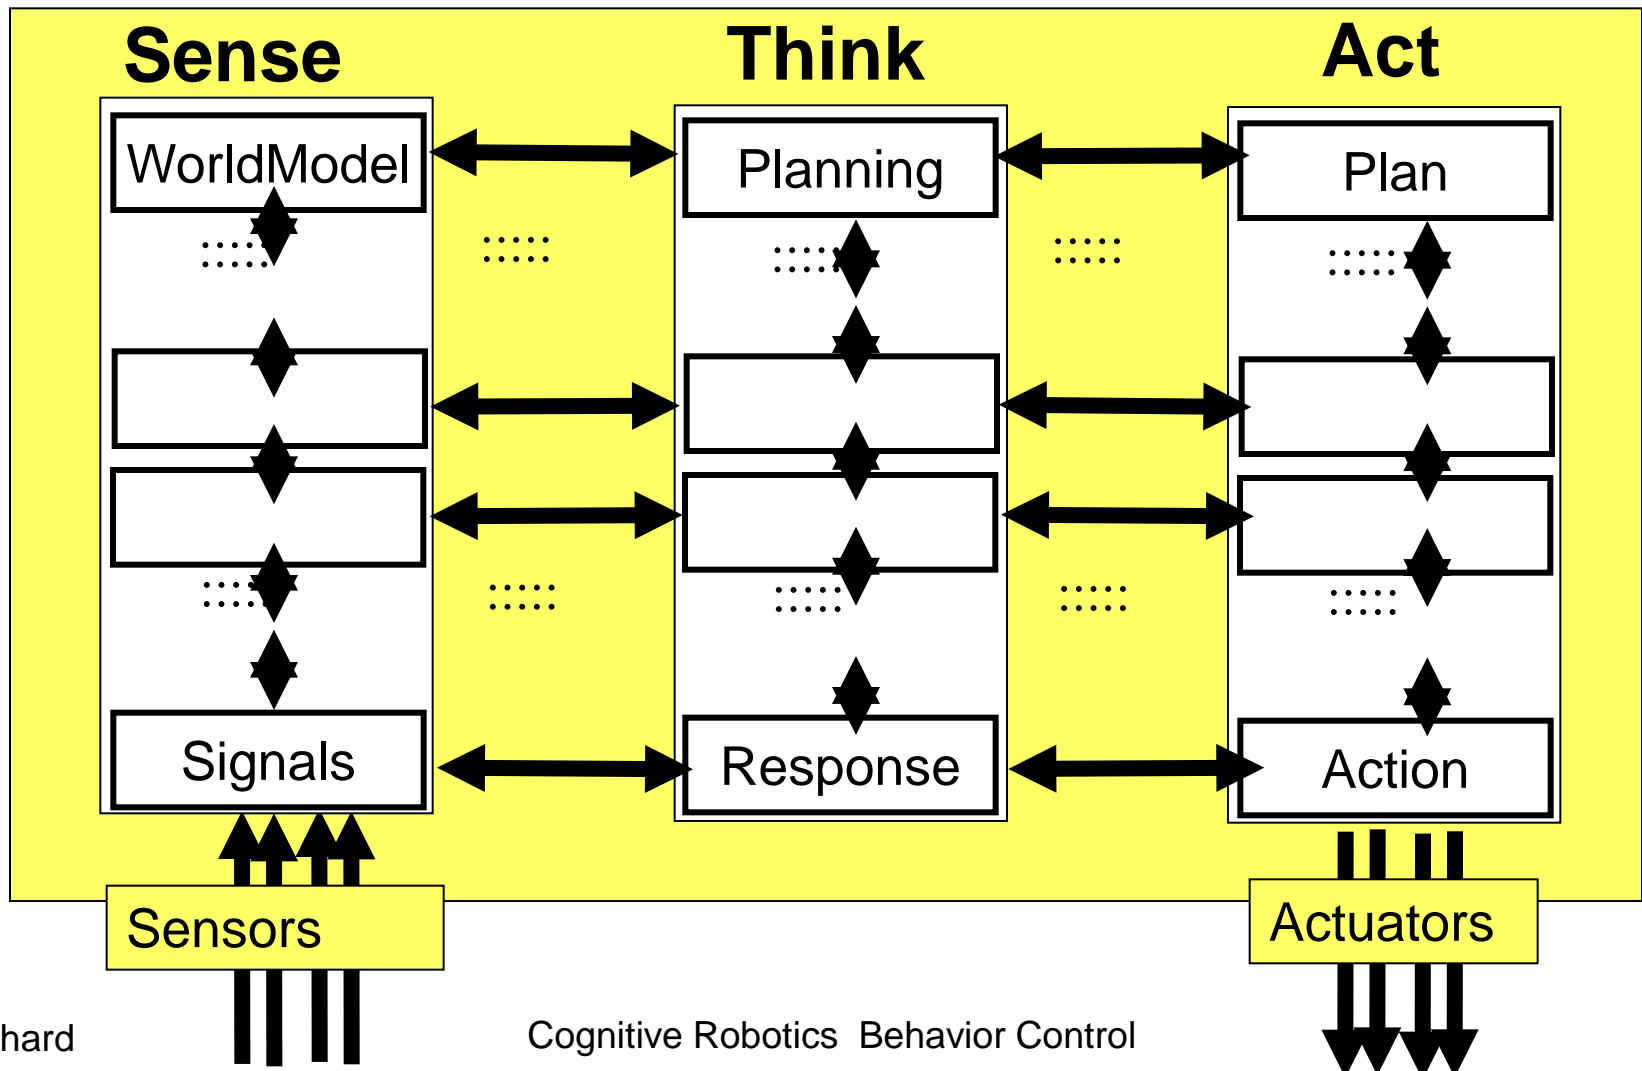 Sense Think Act
WorldModel Planning Plan
Signals Response Action
Sensors Actuators
hard Cognitive Robotics Behavior Control